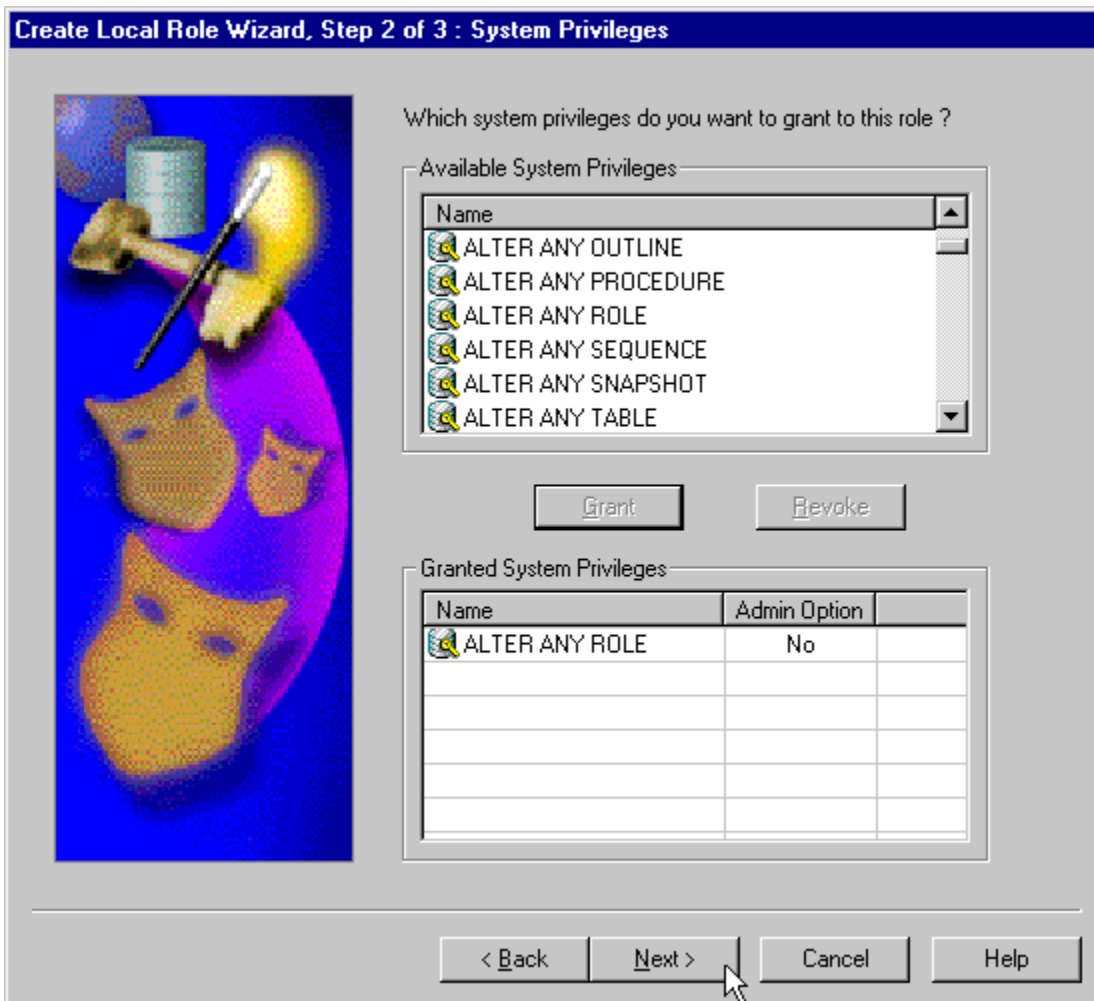 Create Local Role Wizard, Step 2 of 3 : System Privileges
Which system privileges do you want to grant to this role ?
Available System Privileges
Name
ALTER ANY OUTLINE
ALTER ANY PROCEDURE
ALTER ANY ROLE
ALTER ANY SEQUENCE
ALTER ANY SNAPSHOT
ALTER ANY TABLE
Grant Revoke
Granted System Privileges
Name Admin Option
ALTER ANY ROLE No
< Back Next > Cancel Help